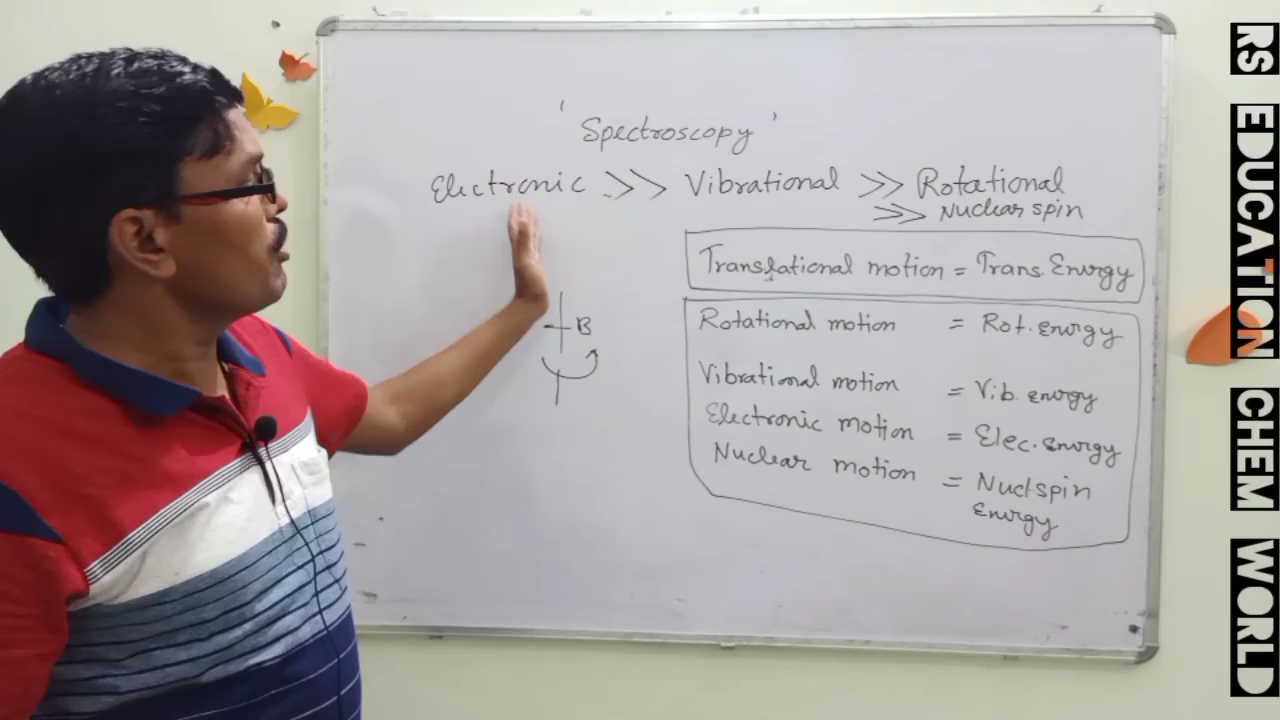 ' Spectroscopy '
Electronic >> Vibrational >> Rotational
>> Nuclear spin
Translational motion = Trans. Energy
Rotational motion = Rot. energy
Vibrational motion = Vib. energy
Electronic motion = Elec. energy
Nuclear motion = Nucl spin
Energy
B
RS EDUCATION CHEM WORLD